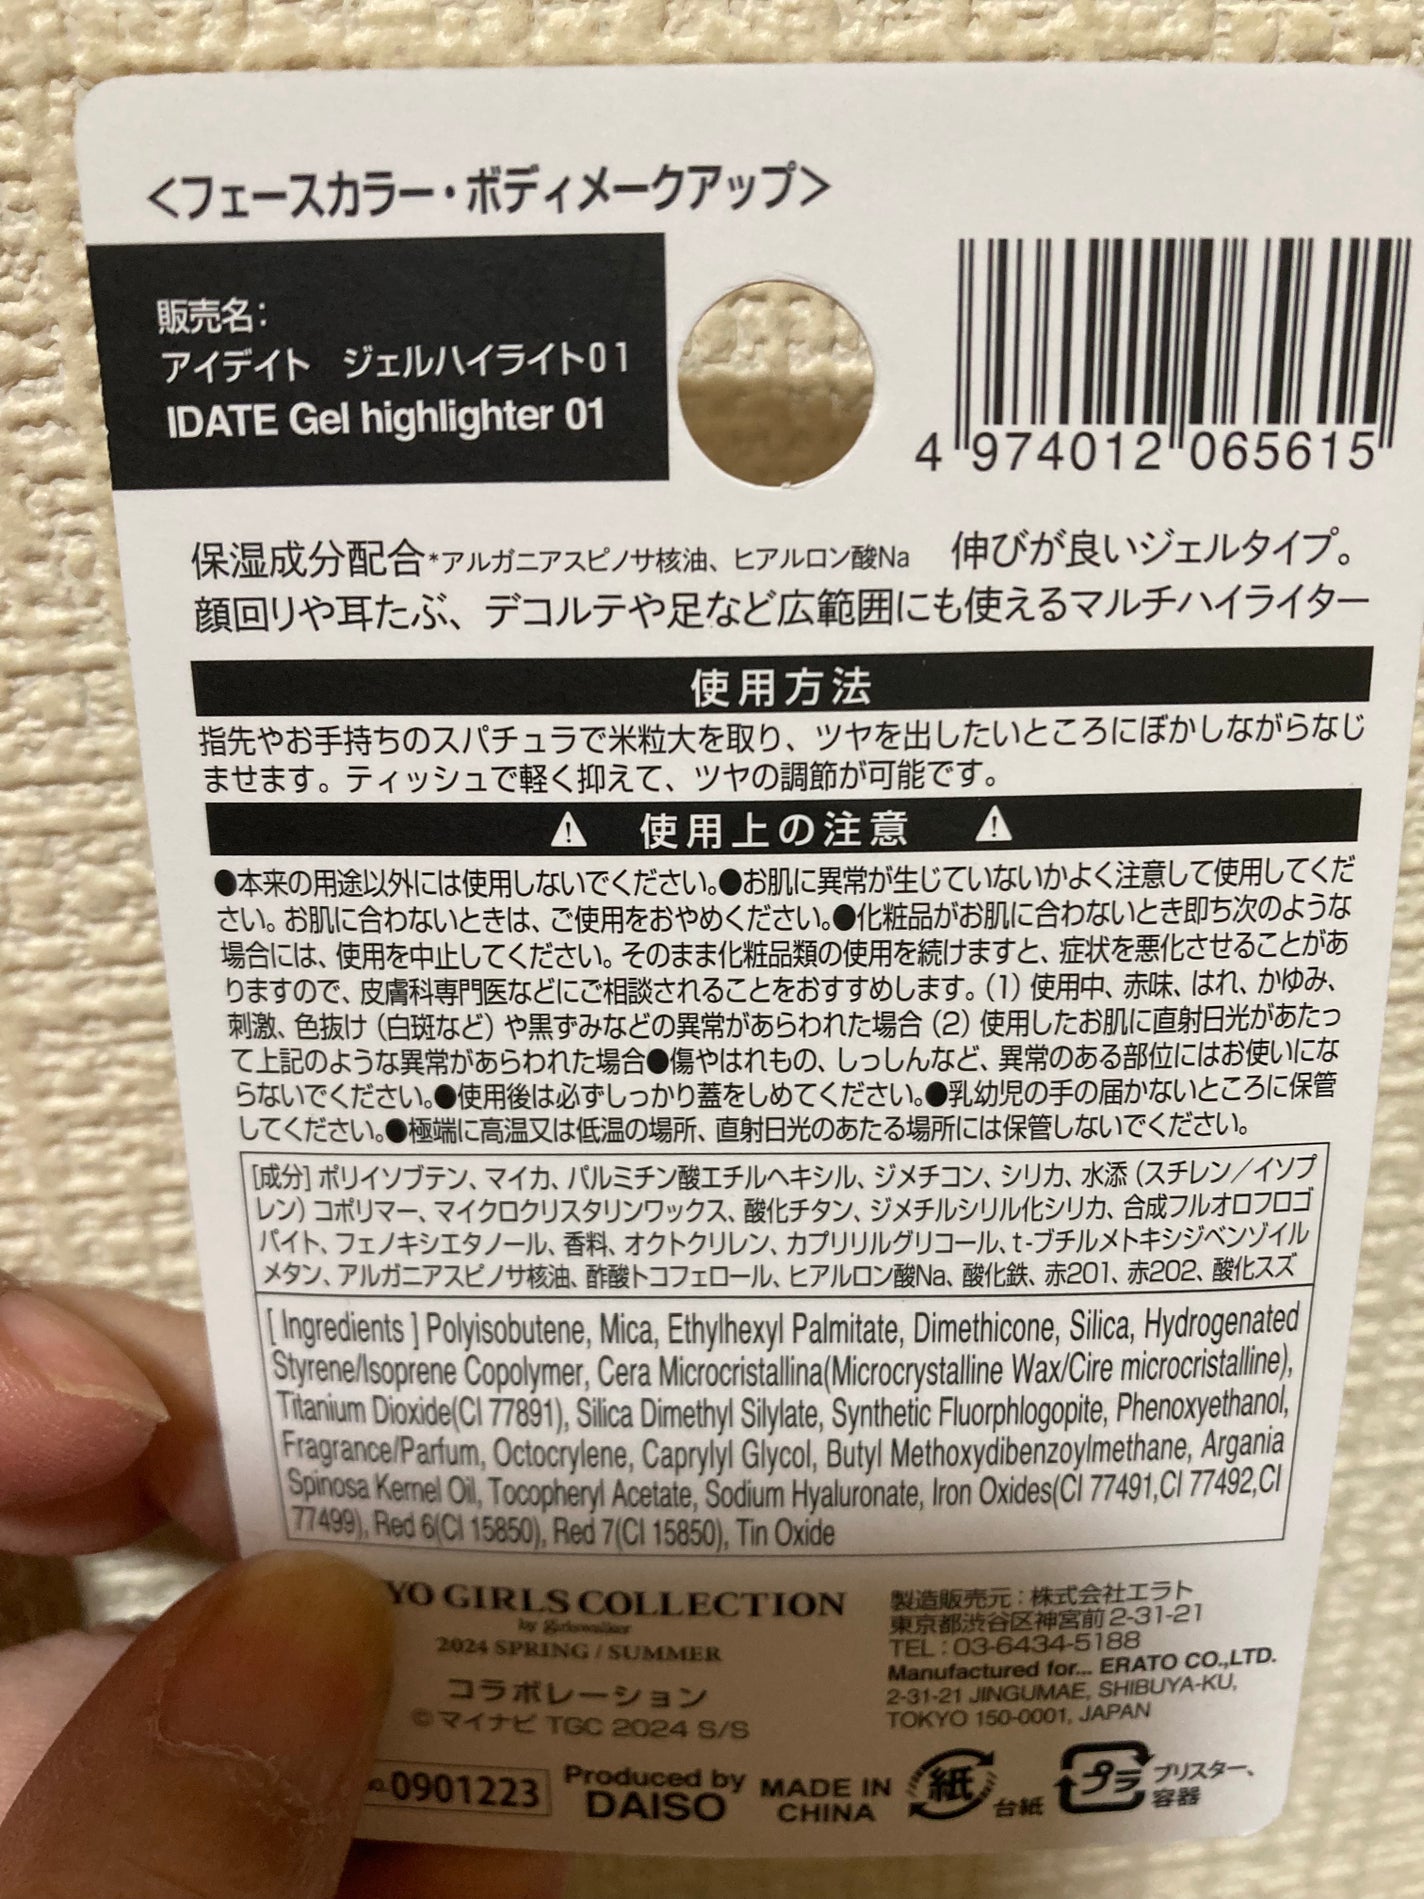 <フェースカラー・ボディメークアップ>
販売名:
アイデイト ジェルハイライト01
IDATE Gel highlighter 01
4 974012 065615
保湿成分配合*アルガニアスピノサ核油、ヒアルロン酸Na 伸びが良いジェルタイプ。
顔回りや耳たぶ、デコルテや足など広範囲にも使えるマルチハイライター
使用方法
指先やお手持ちのスパチュラで米粒大を取り、ツヤを出したいところにぼかしながらなじ
ませます。ティッシュで軽く抑えて、ツヤの調節が可能です。
使用上の注意
●本来の用途以外には使用しないでください。●お肌に異常が生じていないかよく注意して使用してくだ
さい。お肌に合わないときは、ご使用をおやめください。●化粧品がお肌に合わないとき即ち次のような
場合には、使用を中止してください。そのまま化粧品類の使用を続けますと、症状を悪化させることがあ
りますので、皮膚科専門医などにご相談されることをおすすめします。(1)使用中、赤味、はれ、かゆみ、
刺激、色抜け(白斑など)や黒ずみなどの異常があらわれた場合(2)使用したお肌に直射日光があたっ
て上記のような異常があらわれた場合●傷やはれもの、しっしんなど、異常のある部位にはお使いにな
らないでください。●使用後は必ずしっかり蓋をしめてください。●乳幼児の手の届かないところに保管
してください。●極端に高温又は低温の場所、直射日光のあたる場所には保管しないでください。
[成分]ポリイソブテン、マイカ、パルミチン酸エチルヘキシル、ジメチコン、シリカ、水添(スチレン/イソプ
レン)コポリマー、マイクロクリスタリンワックス、酸化チタン、ジメチルシリル化シリカ、合成フルオロフロゴ
パイト、フェノキシエタノール、香料、オクトクリレン、カプリリルグリコール、t-ブチルメトキシジベンゾイル
メタン、アルガニアスピノサ核油、酢酸トコフェロール、ヒアルロン酸Na、酸化鉄、赤201、赤202、酸化スズ
[ Ingredients ] Polyisobutene, Mica, Ethylhexyl Palmitate, Dimethicone, Silica, Hydrogenated
Styrene/Isoprene Copolymer, Cera Microcristallina(Microcrystalline Wax/Cire microcristalline),
Titanium Dioxide(CI 77891), Silica Dimethyl Silylate, Synthetic Fluorphlogopite, Phenoxyethanol,
Fragrance/Parfum, Octocrylene, Caprylyl Glycol, Butyl Methoxydibenzoylmethane, Argania
Spinosa Kernel Oil, Tocopheryl Acetate, Sodium Hyaluronate, Iron Oxides(CI 77491,CI 77492,CI
77499), Red 6(CI 15850), Red 7(CI 15850), Tin Oxide
YO GIRLS COLLECTION
by girlswalker
2024 SPRING / SUMMER
コラボレーション
©マイナビ TGC 2024 S/S
製造販売元:株式会社エラト
東京都渋谷区神宮前2-31-21
TEL:03-6434-5188
Manufactured for... ERATO CO.,LTD.
2-31-21 JINGUMAE, SHIBUYA-KU,
TOKYO 150-0001, JAPAN
0901223
Produced by
DAISO
MADE IN
CHINA
紙
台紙
プラ
ブリスター、
容器